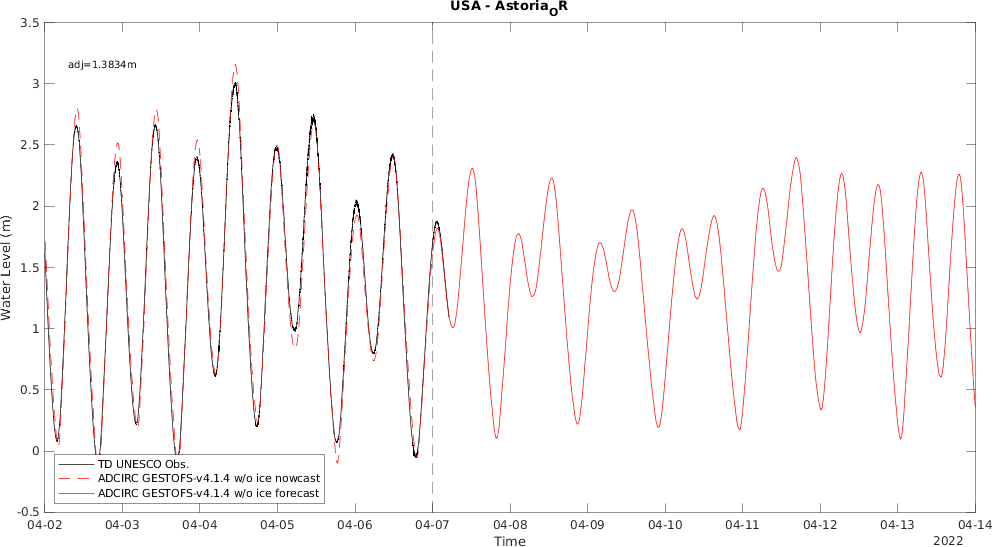 USA - Astoria_OR
adj=1.3834m
Water Level (m)
3.5
3
2.5
2
1.5
1
0.5
0
-0.5
TD UNESCO Obs.
ADCIRC GESTOFS-v4.1.4 w/o ice nowcast
ADCIRC GESTOFS-v4.1.4 w/o ice forecast
04-02 04-03 04-04 04-05 04-06 04-07 04-08 04-09 04-10 04-11 04-12 04-13 04-14
Time
2022